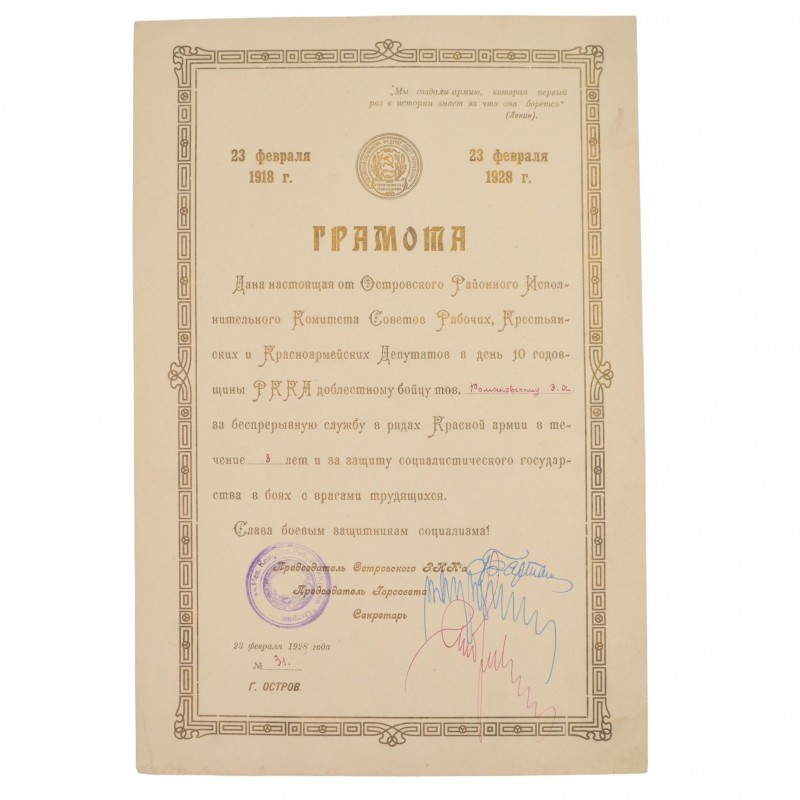 „Мы создали армию, которая первый
раз в истории знает за что она борется"
(Ленин).
23 февраля
1918 г.
23 февраля
1928 г.
ГРАМОТА
Дана настоящая от Островского Районного Испол-
нительного Комитета Советов Рабочих, Крестьян-
ских и Красноармейских Депутатов в день 10 годов-
щины РККА доблестному бойцу тов.
за беспрерывную службу в рядах Красной армии в те-
чение 8 лет и за защиту социалистического государ-
ства в боях с врагами трудящихся.
Слава боевым защитникам социализма!
Председатель Островского РИК'а
Председатель Горсовета
Секретарь
23 февраля 1928 года
№ 31.
Г. ОСТРОВ.